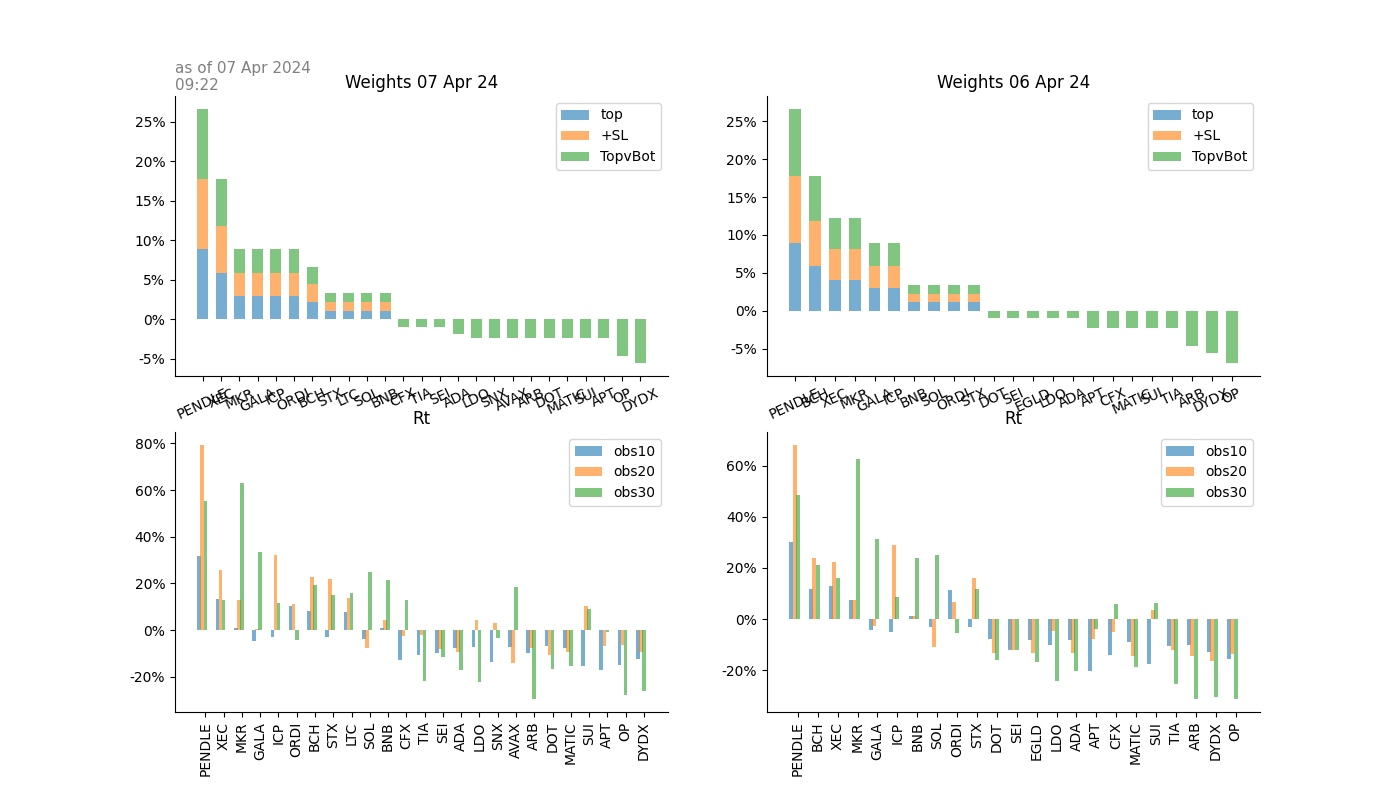 as of 07 Apr 2024
09:22
Weights 07 Apr 24
25%
20%
15%
10%
5%
0%
-5%
top
+SL
TopvBot
PENDLE XEC MKR GALA ICP ORDI BCH STX LTC SOL BNB CFX TIA SEI ADA LDO SNX AVAX ARB DOT MATIC SUI APT OP DYDX
Weights 06 Apr 24
25%
20%
15%
10%
5%
0%
-5%
top
+SL
TopvBot
PENDLE BCH XEC MKR GALA ICP BNB SOL ORDI STX DOT SEI EGLD LDO ADA APT CFX MATIC SUI TIA ARB DYDX OP
Rt
80%
60%
40%
20%
0%
-20%
obs10
obs20
obs30
PENDLE XEC MKR GALA ICP ORDI BCH STX LTC SOL BNB CFX TIA SEI ADA LDO SNX AVAX ARB DOT MATIC SUI APT OP DYDX
Rt
60%
40%
20%
0%
-20%
obs10
obs20
obs30
PENDLE BCH XEC MKR GALA ICP BNB SOL ORDI STX DOT SEI EGLD LDO ADA APT CFX MATIC SUI TIA ARB DYDX OP